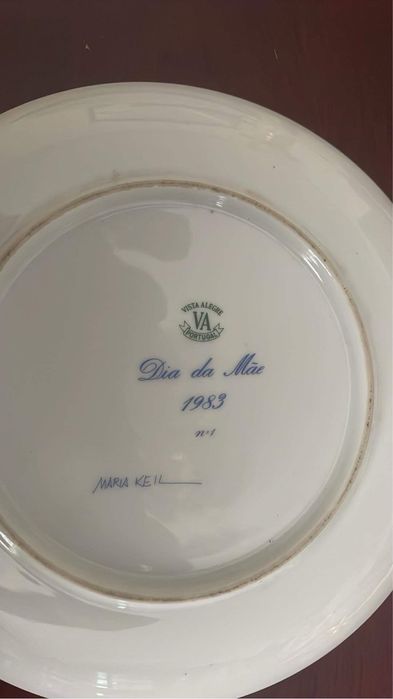 VISTA ALEGRE
VA
PORTUGAL
Dia da Mãe
1983
nº1
MARIA KEIL